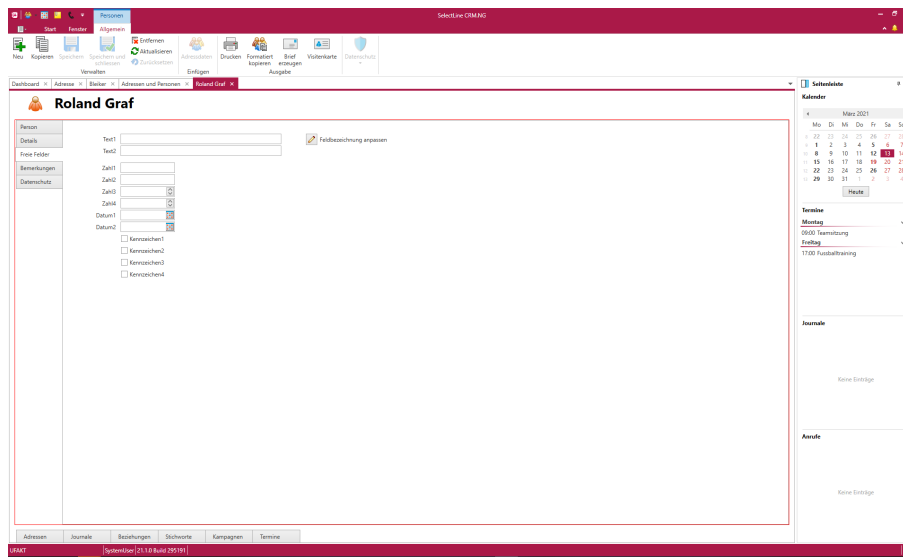 Personen
SelectLine CRM.NG
Start Fenster Allgemein
Neu Kopieren Speichern Speichern und schliessen Entfernen Aktualisieren Zurücksetzen Adressdaten Drucken Formatiert kopieren Brief erzeugen Visitenkarte Datenschutz
Verwalten Einfügen Ausgabe
Dashboard × Adresse × Bleiker × Adressen und Personen × Roland Graf ×
Roland Graf
Person
Details
Freie Felder
Bemerkungen
Datenschutz
Text1
Feldbezeichnung anpassen
Text2
Zahl1
Zahl2
Zahl3
Zahl4
Datum1
Datum2
Kennzeichen1
Kennzeichen2
Kennzeichen3
Kennzeichen4
Adressen Journale Beziehungen Stichworte Kampagnen Termine
UFAKT SystemUser 21.1.0 Build 295191
Seitenleiste
Kalender
März 2021
Mo Di Mi Do Fr Sa
22 23 24 25 26 27
1 2 3 4 5 6 7
8 9 10 11 12 13
15 16 17 18 19 20
22 23 24 25 26 27
29 30 31 1 2 3 4
Heute
Termine
Montag
09:00 Teamsitzung
Freitag
17:00 Fussballtraining
Journale
Keine Einträge
Anrufe
Keine Einträge